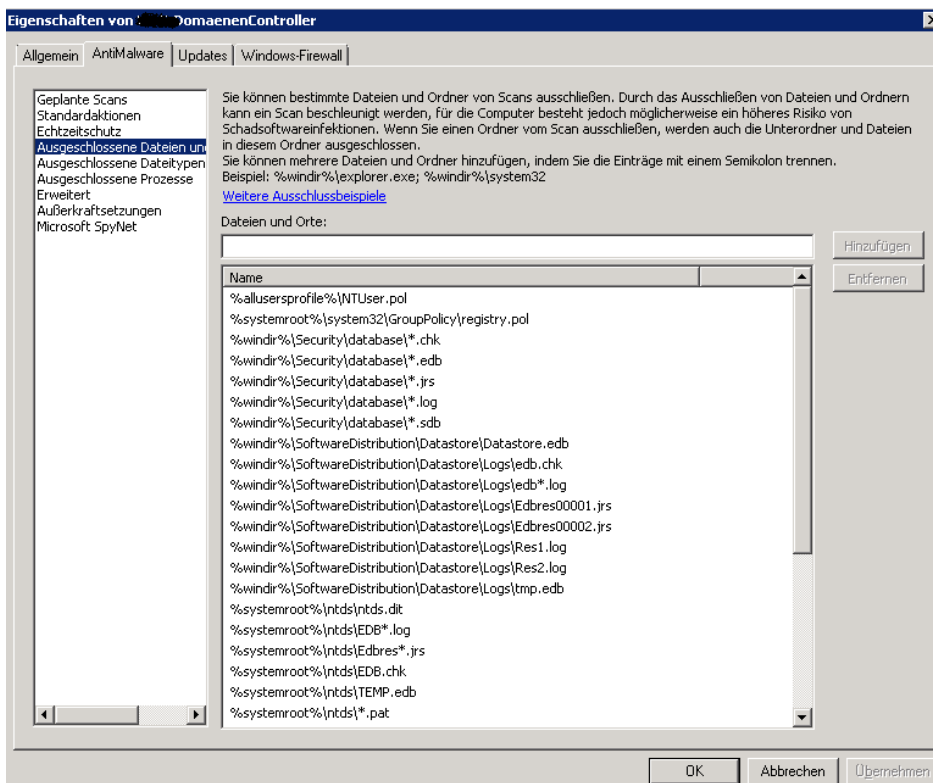 Eigenschaften von DomaenenController
Allgemein AntiMalware Updates Windows-Firewall
Geplante Scans
Standardaktionen
Echtzeitschutz
Ausgeschlossene Dateien und
Ausgeschlossene Dateitypen
Ausgeschlossene Prozesse
Erweitert
Außerkraftsetzungen
Microsoft SpyNet
Sie können bestimmte Dateien und Ordner von Scans ausschließen. Durch das Ausschließen von Dateien und Ordnern
kann ein Scan beschleunigt werden, für die Computer besteht jedoch möglicherweise ein höheres Risiko von
Schadsoftwareinfektionen. Wenn Sie einen Ordner vom Scan ausschließen, werden auch die Unterordner und Dateien
in diesem Ordner ausgeschlossen.
Sie können mehrere Dateien und Ordner hinzufügen, indem Sie die Einträge mit einem Semikolon trennen.
Beispiel: %windir%\explorer.exe; %windir%\system32
Weitere Ausschlussbeispiele
Dateien und Orte:
Hinzufügen
Entfernen
Name
%allusersprofile%\NTUser.pol
%systemroot%\system32\GroupPolicy\registry.pol
%windir%\Security\database\*.chk
%windir%\Security\database\*.edb
%windir%\Security\database\*.jrs
%windir%\Security\database\*.log
%windir%\Security\database\*.sdb
%windir%\SoftwareDistribution\Datastore\Datastore.edb
%windir%\SoftwareDistribution\Datastore\Logs\edb.chk
%windir%\SoftwareDistribution\Datastore\Logs\edb*.log
%windir%\SoftwareDistribution\Datastore\Logs\Edbres00001.jrs
%windir%\SoftwareDistribution\Datastore\Logs\Edbres00002.jrs
%windir%\SoftwareDistribution\Datastore\Logs\Res1.log
%windir%\SoftwareDistribution\Datastore\Logs\Res2.log
%windir%\SoftwareDistribution\Datastore\Logs\tmp.edb
%systemroot%\ntds\ntds.dit
%systemroot%\ntds\EDB*.log
%systemroot%\ntds\Edbres*.jrs
%systemroot%\ntds\EDB.chk
%systemroot%\ntds\TEMP.edb
%systemroot%\ntds\*.pat
OK Abbrechen Übernehmen